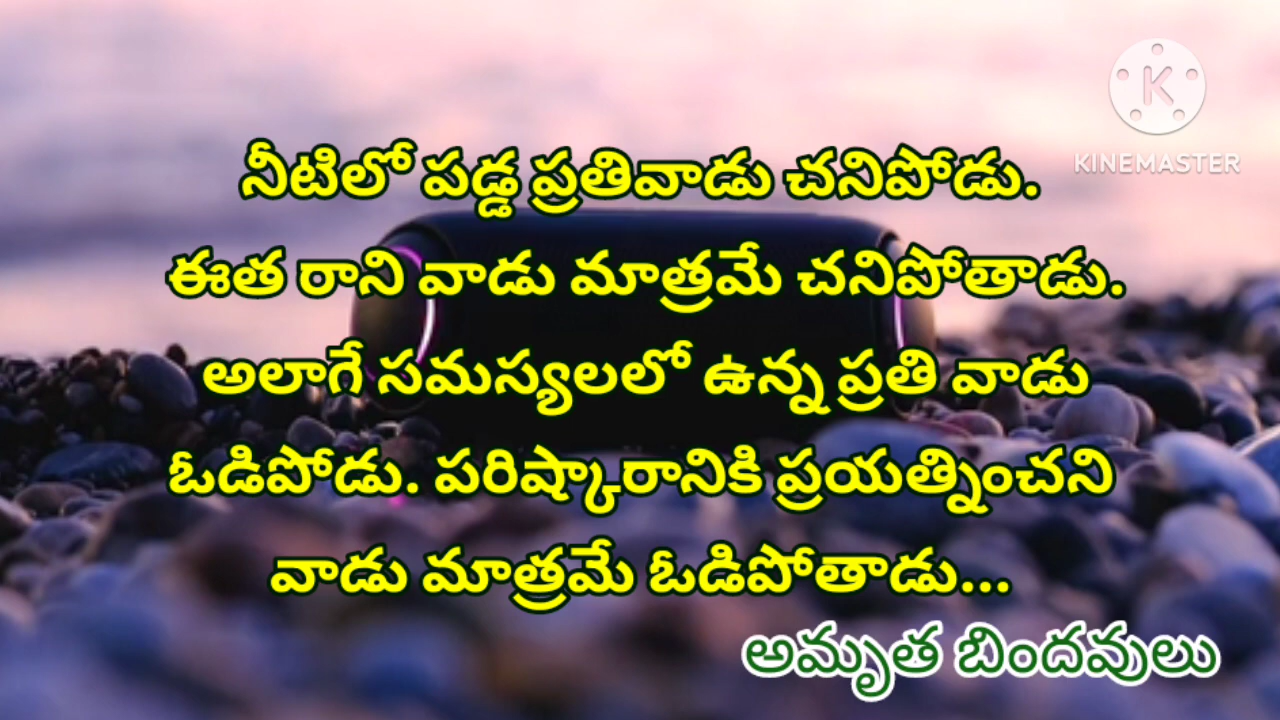 KINEMASTER
నీటిలో పడ్డ ప్రతివాడు చనిపోడు.
ఈత రాని వాడు మాత్రమే చనిపోతాడు.
అలాగే సమస్యలలో ఉన్న ప్రతి వాడు
ఓడిపోడు. పరిష్కారానికి ప్రయత్నించని
వాడు మాత్రమే ఓడిపోతాడు...
అమృత బిందవులు